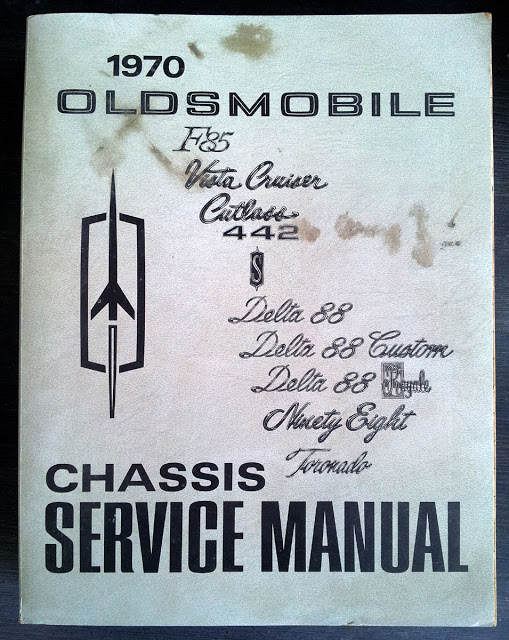 1970
OLDSMOBILE
F85
Vista Cruiser
Cutlass
442
S
Delta 88
Delta 88 Custom
Delta 88 Royale
Ninety Eight
Toronado
CHASSIS
SERVICE MANUAL